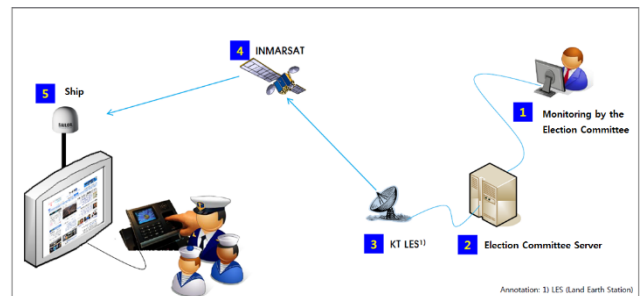 4 INMARSAT
5 Ship
1 Monitoring by the
Election Committee
3 KT LES1)
2 Election Committee Server
Annotation: 1) LES (Land Earth Station)